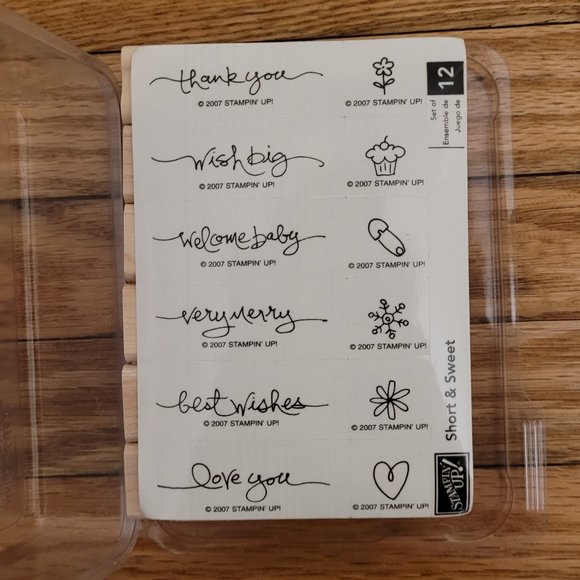 thank you
© 2007 STAMPIN' UP!
© 2007 STAMPIN' UP!
wish big
© 2007 STAMPIN' UP!
© 2007 STAMPIN' UP!
welcome baby
© 2007 STAMPIN' UP!
© 2007 STAMPIN' UP!
very merry
© 2007 STAMPIN' UP!
© 2007 STAMPIN' UP!
best wishes
© 2007 STAMPIN' UP!
© 2007 STAMPIN' UP!
love you
© 2007 STAMPIN' UP!
© 2007 STAMPIN' UP!
Set of
Ensemble de
Juego de
12
Short & Sweet
STAMPIN'
UP!